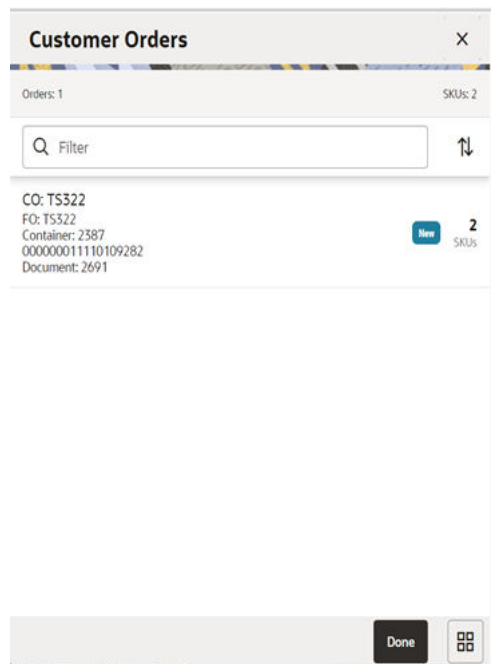 Customer Orders
Orders: 1
SKUs: 2
Filter
CO: TS322
FO: TS322
Container: 2387
000000011110109282
Document: 2691
New
2
SKUs
Done